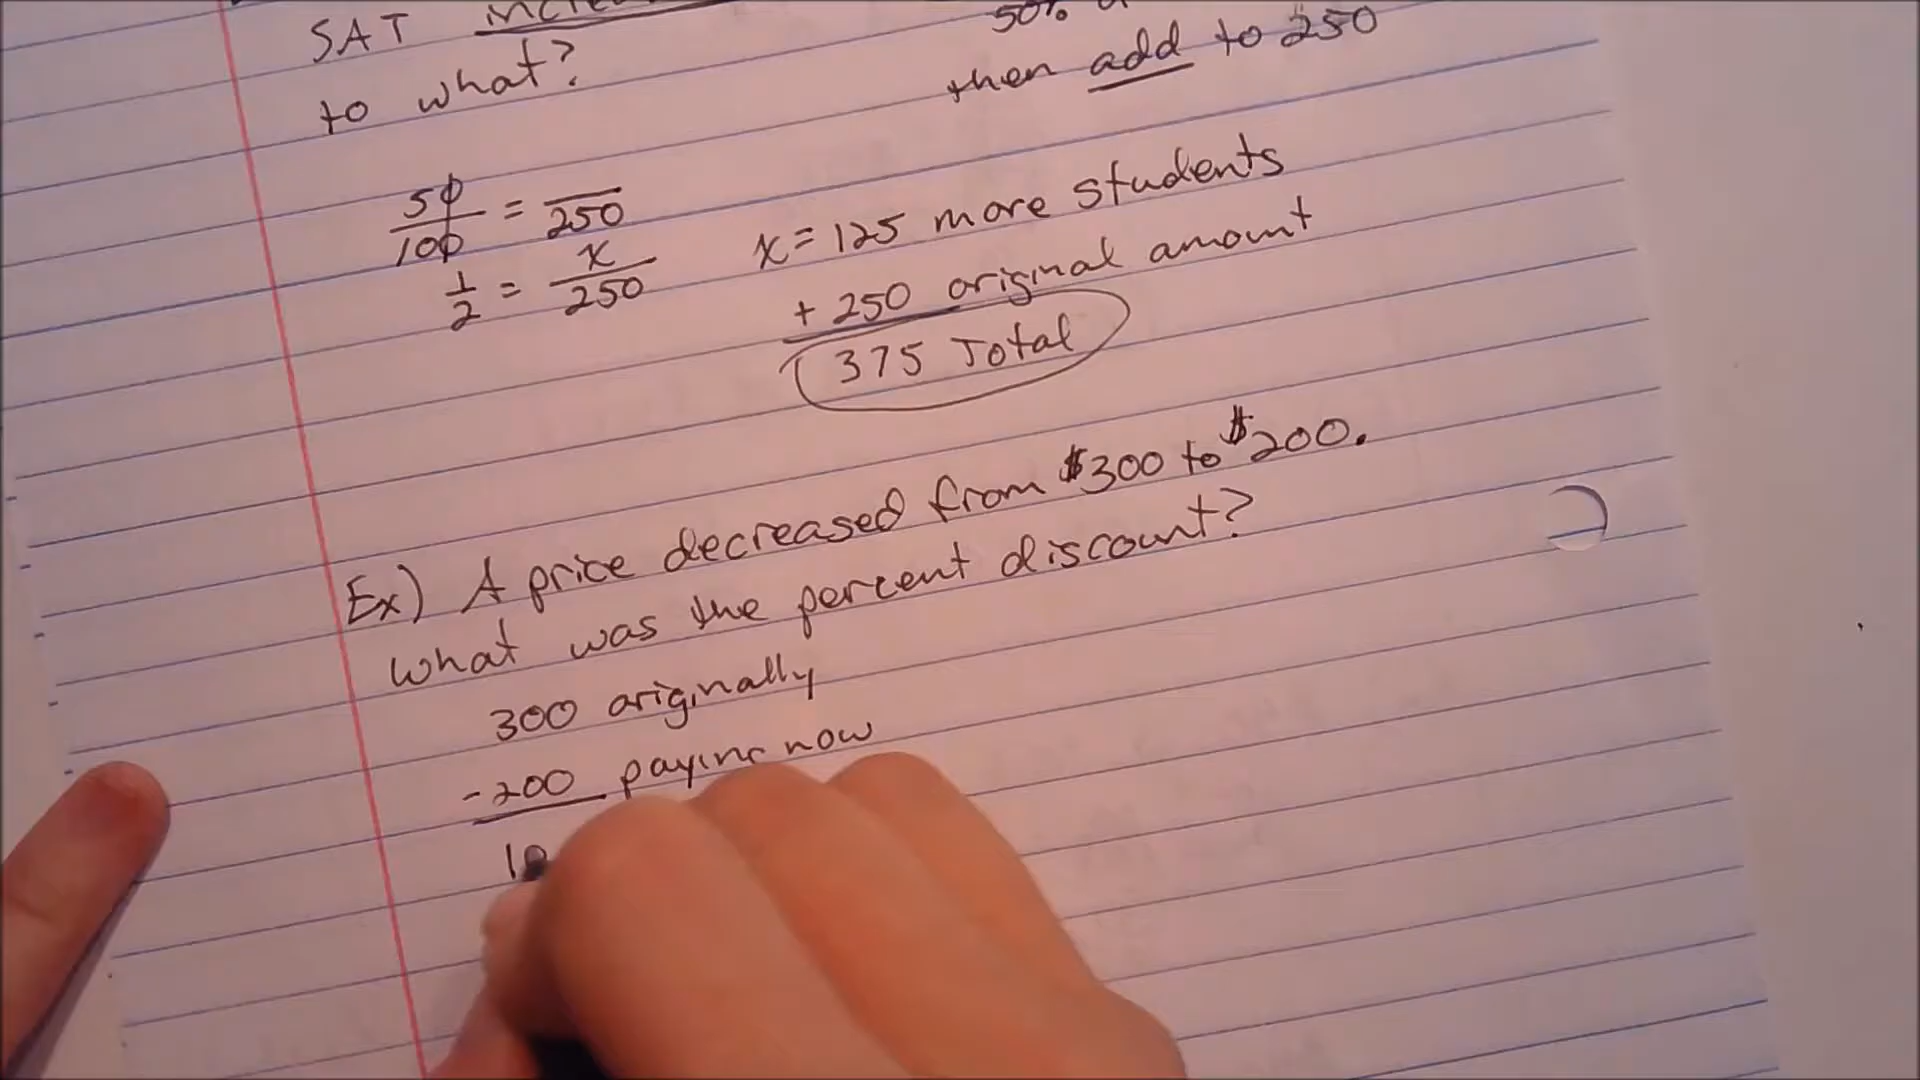 SAT
to what?
50%
then add to 250
50/100 = /250
1/2 = x/250
x = 125 more students
+ 250 original amount
375 Total
Ex) A price decreased from $300 to $200.
What was the percent discount?
300 originally
-200 paying now
10